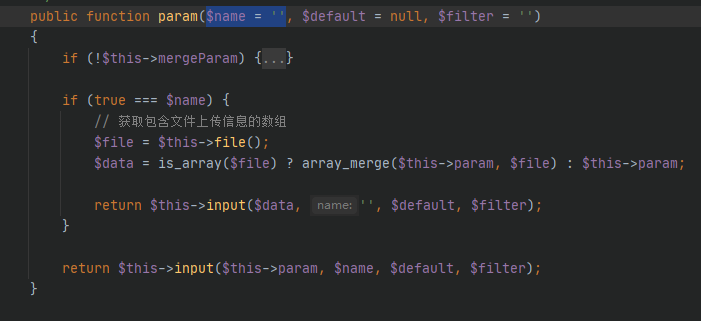 public function param($name = '', $default = null, $filter = '')
{
    if (!$this->mergeParam) {...}

    if (true === $name) {
        // 获取包含文件上传信息的数组
        $file = $this->file();
        $data = is_array($file) ? array_merge($this->param, $file) : $this->param;

        return $this->input($data, name: '', $default, $filter);
    }

    return $this->input($this->param, $name, $default, $filter);
}